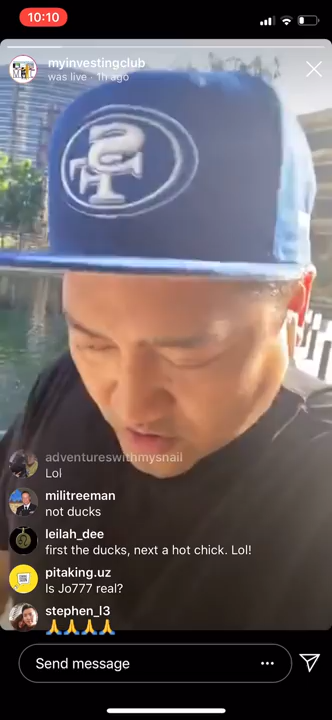 10:10
myinvestingclub
was live · 1h ago
adventureswithmysnail
Lol
militreeman
not ducks
leilah_dee
first the ducks, next a hot chick. Lol!
pitaking.uz
Is Jo777 real?
stephen_l3
🙏🙏🙏🙏
Send message